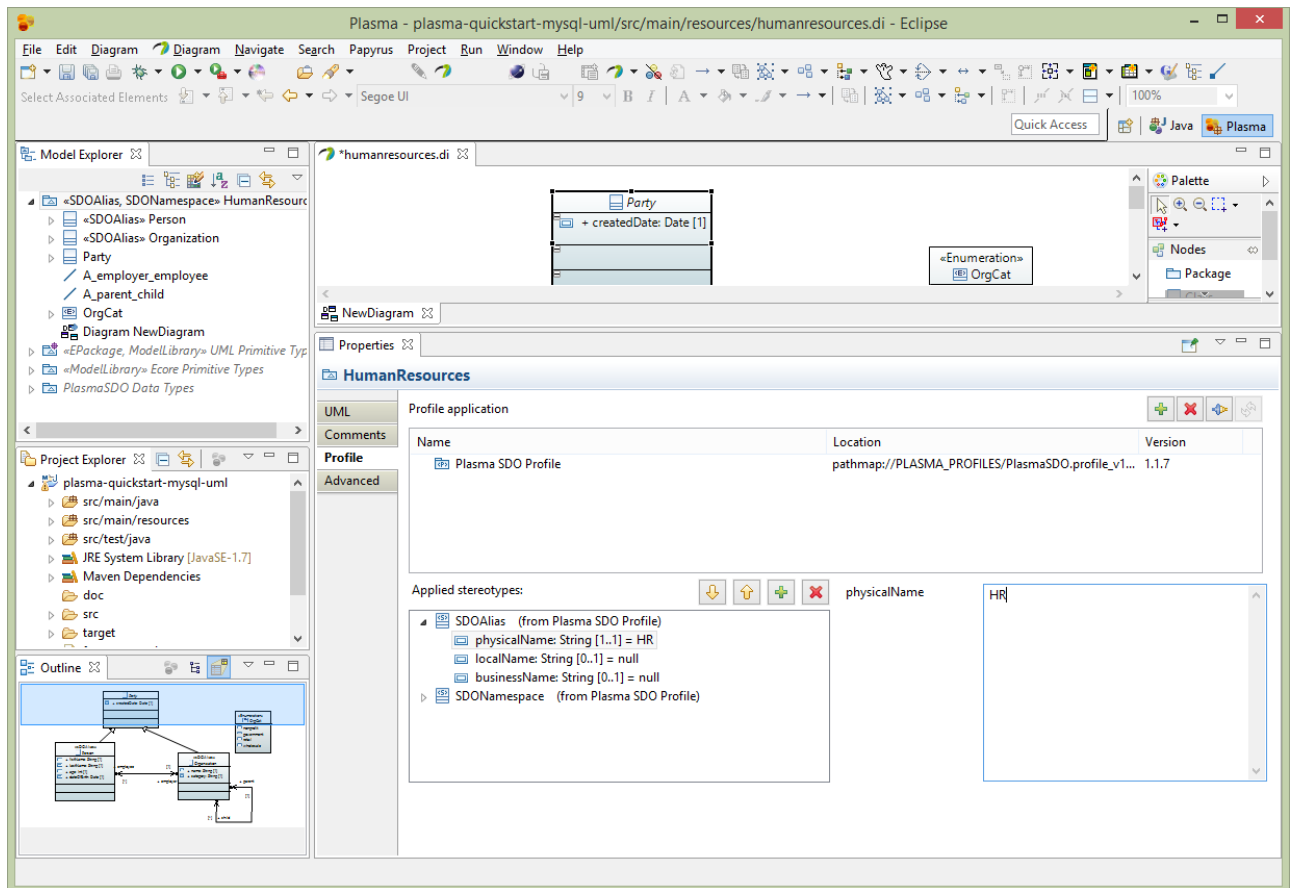 Plasma - plasma-quickstart-mysql-uml/src/main/resources/humanresources.di - Eclipse
File Edit Diagram Diagram Navigate Search Papyrus Project Run Window Help
Select Associated Elements Segoe UI 9 B I A 100%
Quick Access Java Plasma
Model Explorer
«SDOAlias, SDONamespace» HumanResourc
«SDOAlias» Person
«SDOAlias» Organization
Party
A_employer_employee
A_parent_child
OrgCat
Diagram NewDiagram
«EPackage, ModelLibrary» UML Primitive Typ
«ModelLibrary» Ecore Primitive Types
PlasmaSDO Data Types
*humanresources.di
Party
+ createdDate: Date [1]
«Enumeration»
OrgCat
Palette
Nodes
Package
NewDiagram
Project Explorer
plasma-quickstart-mysql-uml
src/main/java
src/main/resources
src/test/java
JRE System Library [JavaSE-1.7]
Maven Dependencies
doc
src
target
Outline
Properties
HumanResources
UML
Comments
Profile
Advanced
Profile application
Name Location Version
Plasma SDO Profile pathmap://PLASMA_PROFILES/PlasmaSDO.profile_v1... 1.1.7
Applied stereotypes:
SDOAlias (from Plasma SDO Profile)
physicalName: String [1..1] = HR
localName: String [0..1] = null
businessName: String [0..1] = null
SDONamespace (from Plasma SDO Profile)
physicalName
HR